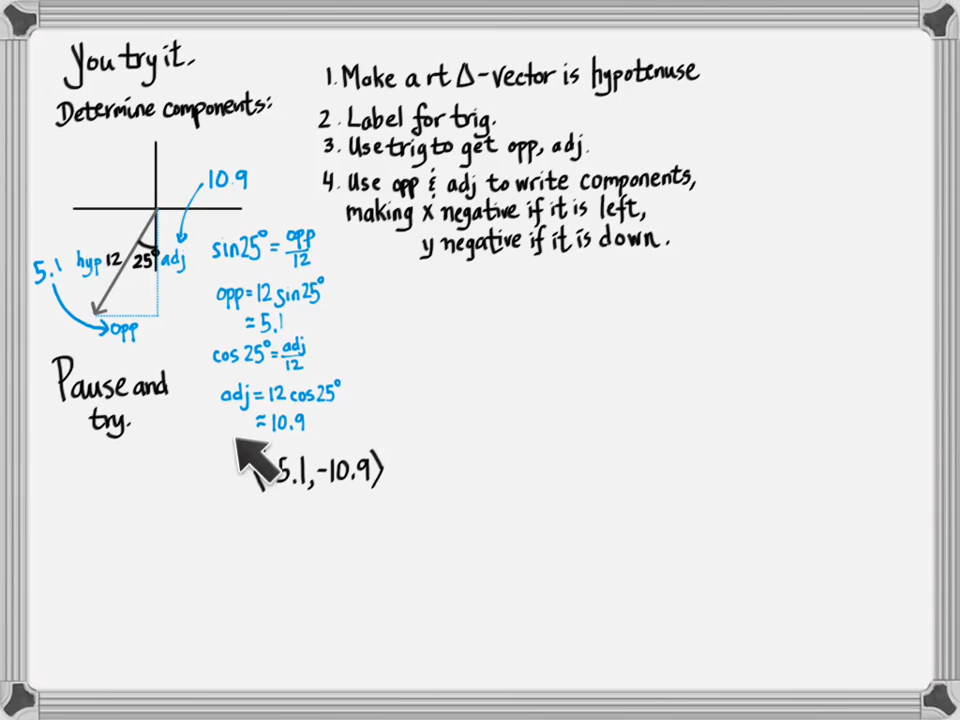 You try it.
Determine components:
10.9
5.1
hyp 12
25°
adj
opp
Pause and
try.
sin25° = opp/12
opp = 12 sin25°
≈ 5.1
cos 25° = adj/12
adj = 12 cos25°
≈ 10.9
5.1, -10.9⟩
1. Make a rt Δ-vector is hypotenuse
2. Label for trig.
3. Use trig to get opp, adj.
4. Use opp & adj to write components,
making x negative if it is left,
y negative if it is down.